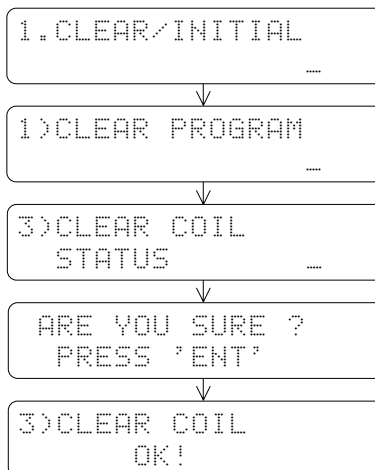 1.CLEAR/INITIAL
_
1)CLEAR PROGRAM
_
3)CLEAR COIL
STATUS _
ARE YOU SURE ?
PRESS 'ENT'
3)CLEAR COIL
OK!